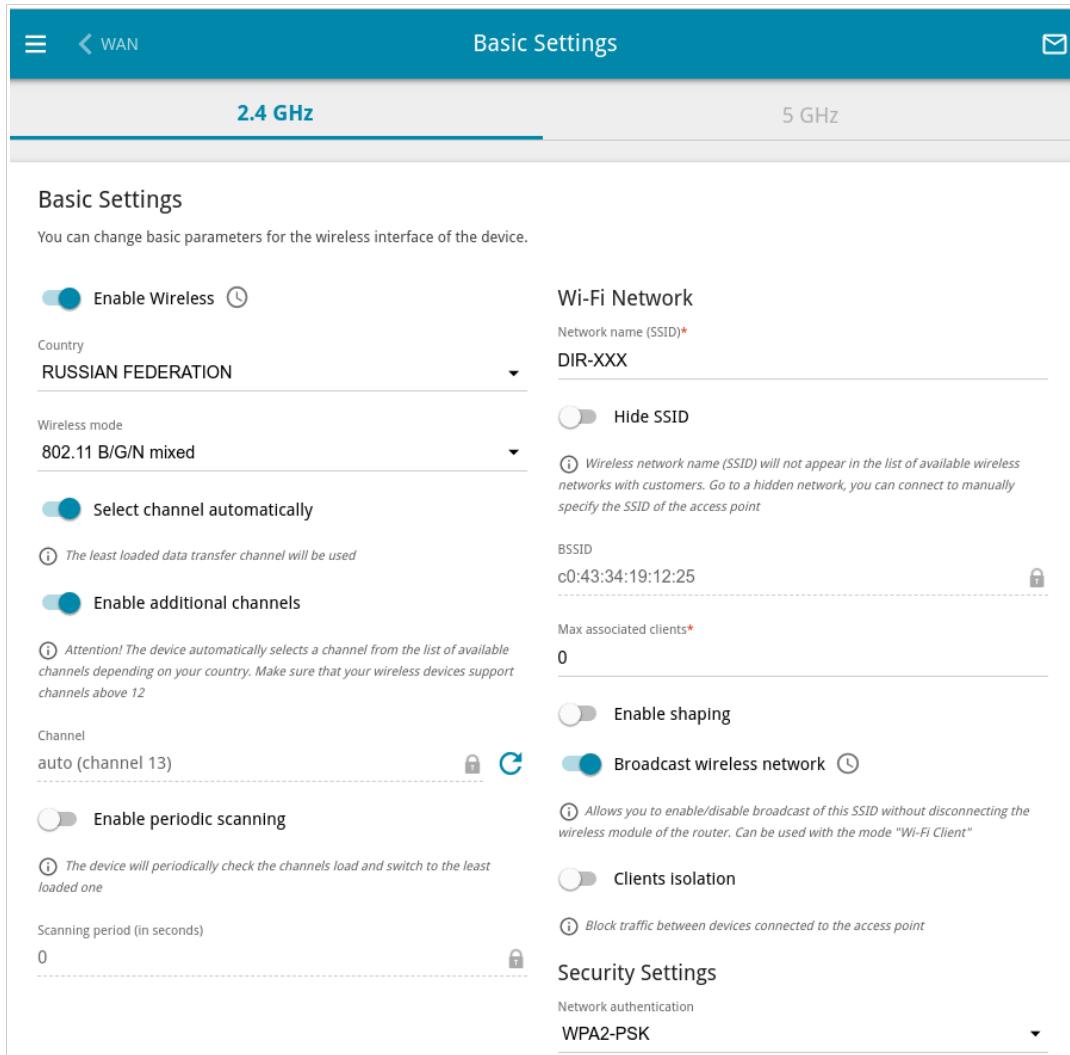 WAN
Basic Settings
2.4 GHz
5 GHz
Basic Settings
You can change basic parameters for the wireless interface of the device.
Enable Wireless
Country
RUSSIAN FEDERATION
Wireless mode
802.11 B/G/N mixed
Select channel automatically
The least loaded data transfer channel will be used
Enable additional channels
Attention! The device automatically selects a channel from the list of available
channels depending on your country. Make sure that your wireless devices support
channels above 12
Channel
auto (channel 13)
Enable periodic scanning
The device will periodically check the channels load and switch to the least
loaded one
Scanning period (in seconds)
0
Wi-Fi Network
Network name (SSID)*
DIR-XXX
Hide SSID
Wireless network name (SSID) will not appear in the list of available wireless
networks with customers. Go to a hidden network, you can connect to manually
specify the SSID of the access point
BSSID
c0:43:34:19:12:25
Max associated clients*
0
Enable shaping
Broadcast wireless network
Allows you to enable/disable broadcast of this SSID without disconnecting the
wireless module of the router. Can be used with the mode "Wi-Fi Client"
Clients isolation
Block traffic between devices connected to the access point
Security Settings
Network authentication
WPA2-PSK